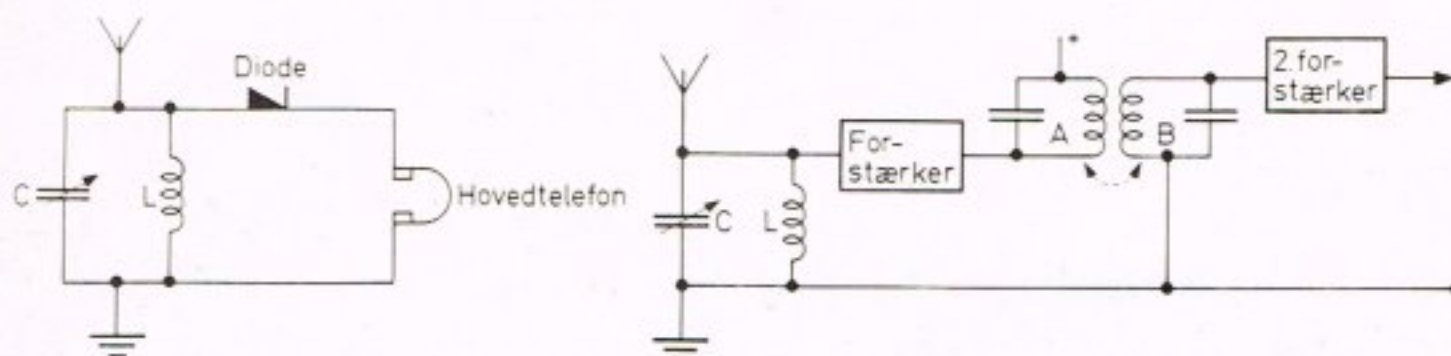 Diode
C
L
Hovedtelefon
C
L
For-
stærker
+
A
B
2. for-
stærker